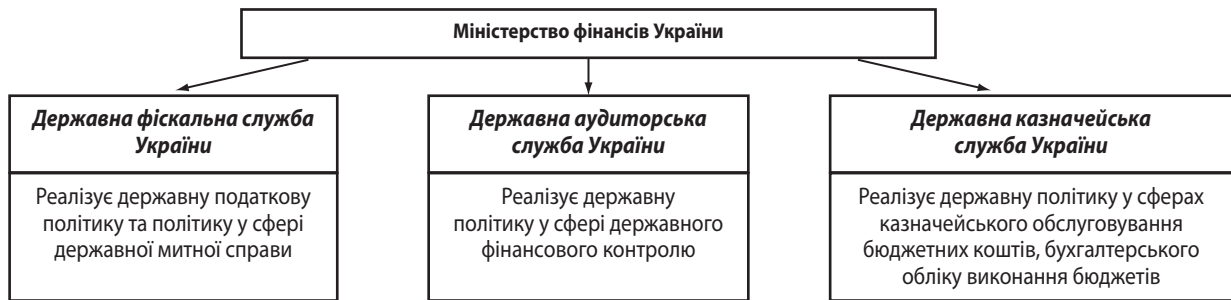 Міністерство фінансів України
Державна фіскальна служба
України
Реалізує державну податкову
політику та політику у сфері
державної митної справи
Державна аудиторська
служба України
Реалізує державну
політику у сфері державного
фінансового контролю
Державна казначейська
служба України
Реалізує державну політику у сферах
казначейського обслуговування
бюджетних коштів, бухгалтерського
обліку виконання бюджетів